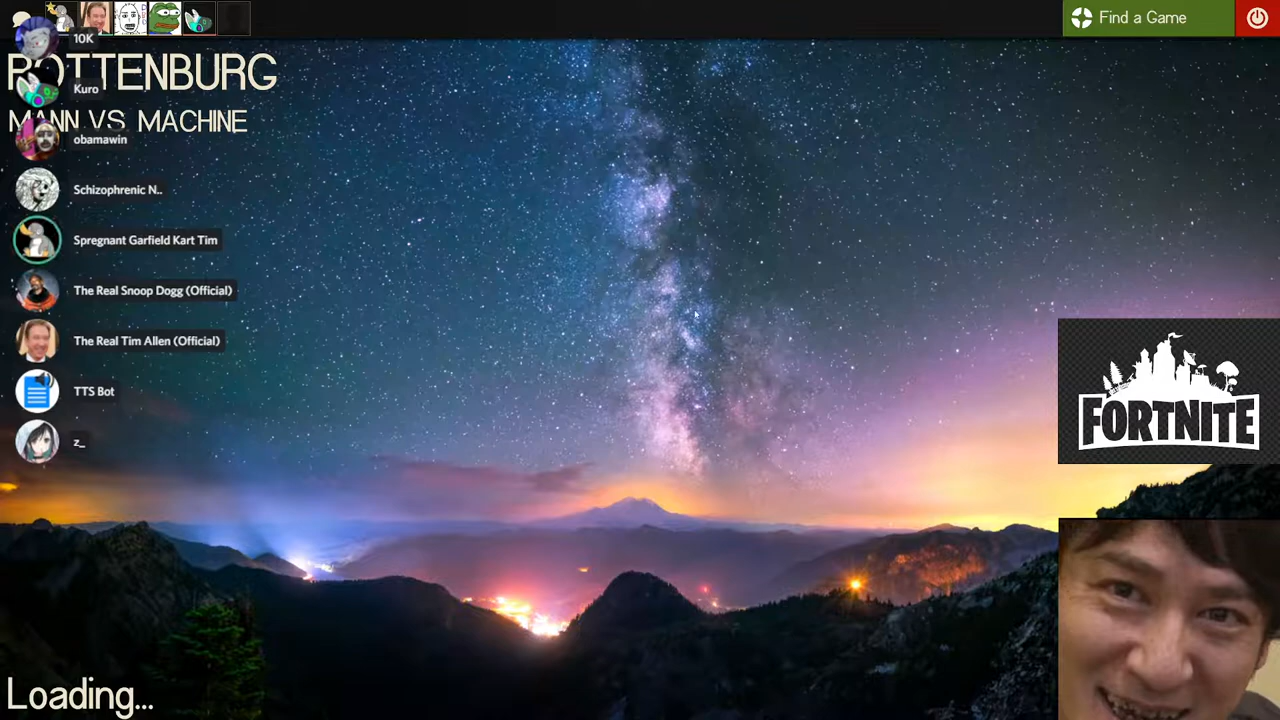 Find a Game
10K
ROTTENBURG
Kuro
MANN VS. MACHINE
obamawin
Schizophrenic N..
Spregnant Garfield Kart Tim
The Real Snoop Dogg (Official)
The Real Tim Allen (Official)
TTS Bot
z_
FORTNITE
Loading...